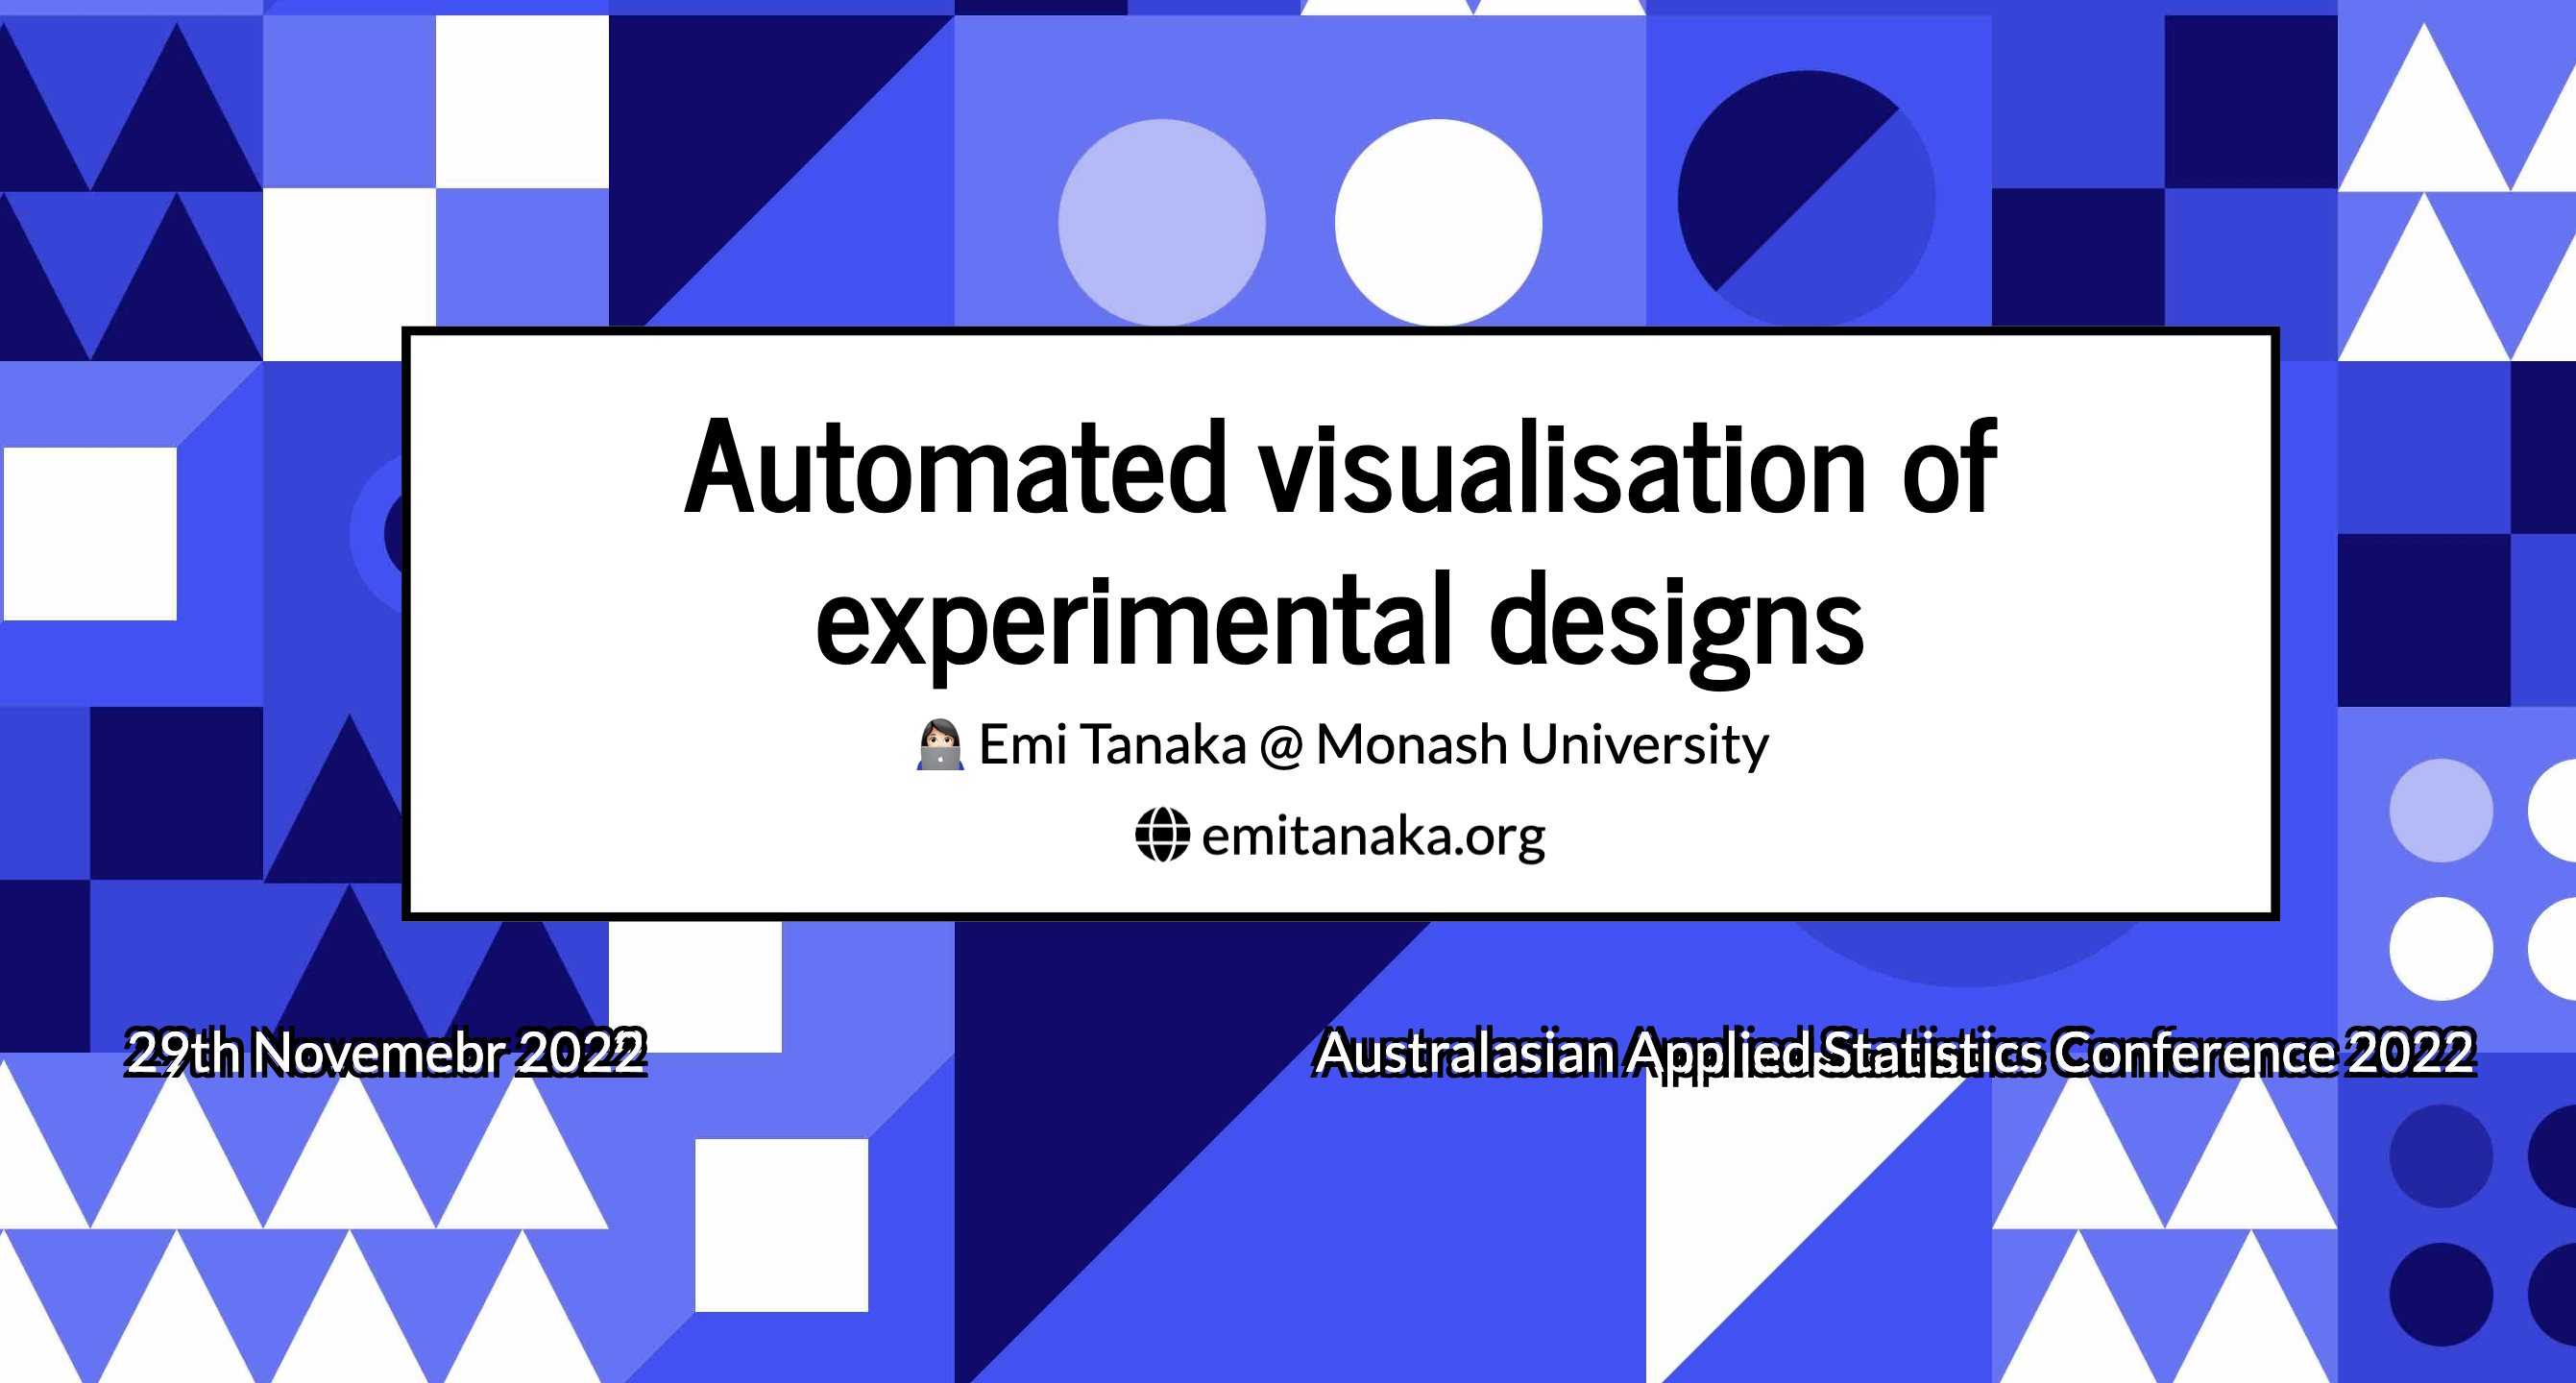 Automated visualisation of
experimental designs
Emi Tanaka @ Monash University
emitanaka.org
29th Novemebr 2022
Australasian Applied Statistics Conference 2022